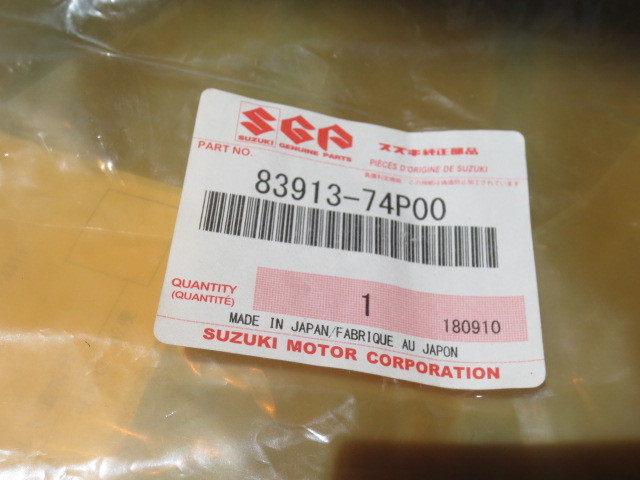 SGP
SUZUKI GENUINE PARTS
スズキ純正部品
PIÈCES D'ORIGINE DE SUZUKI
PART NO.
83913-74P00
QUANTITY
(QUANTITÉ)
1
180910
MADE IN JAPAN/FABRIQUE AU JAPON
SUZUKI MOTOR CORPORATION